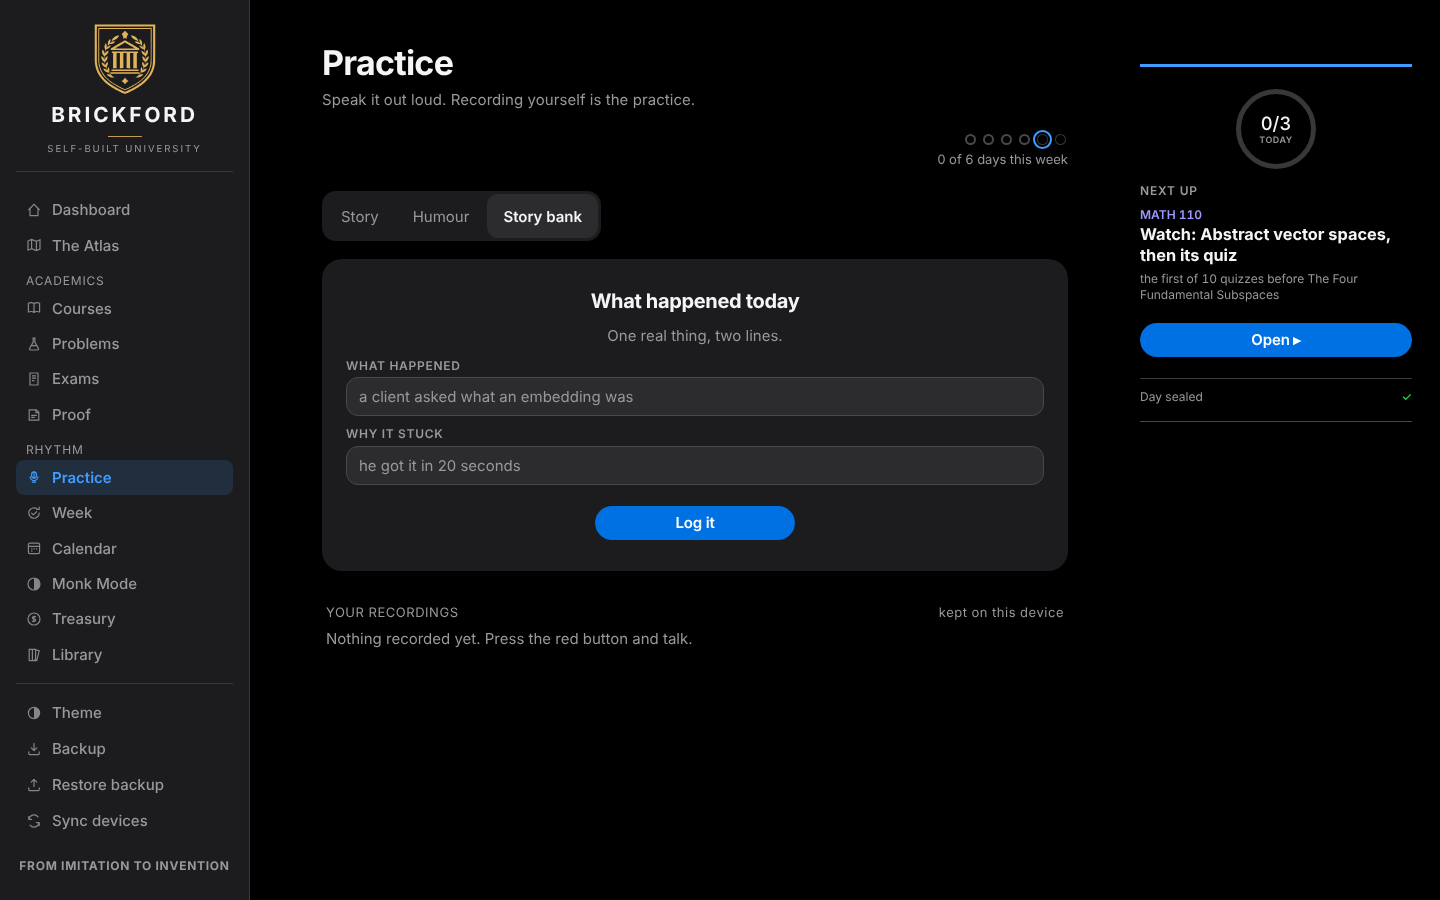 BRICKFORD
SELF-BUILT UNIVERSITY
Dashboard
The Atlas
ACADEMICS
Courses
Problems
Exams
Proof
RHYTHM
Practice
Week
Calendar
Monk Mode
Treasury
Library
Theme
Backup
Restore backup
Sync devices
FROM IMITATION TO INVENTION
Practice
Speak it out loud. Recording yourself is the practice.
0 of 6 days this week
Story
Humour
Story bank
What happened today
One real thing, two lines.
WHAT HAPPENED
a client asked what an embedding was
WHY IT STUCK
he got it in 20 seconds
Log it
YOUR RECORDINGS
kept on this device
Nothing recorded yet. Press the red button and talk.
0/3
TODAY
NEXT UP
MATH 110
Watch: Abstract vector spaces,
then its quiz
the first of 10 quizzes before The Four
Fundamental Subspaces
Open ▸
Day sealed
✓